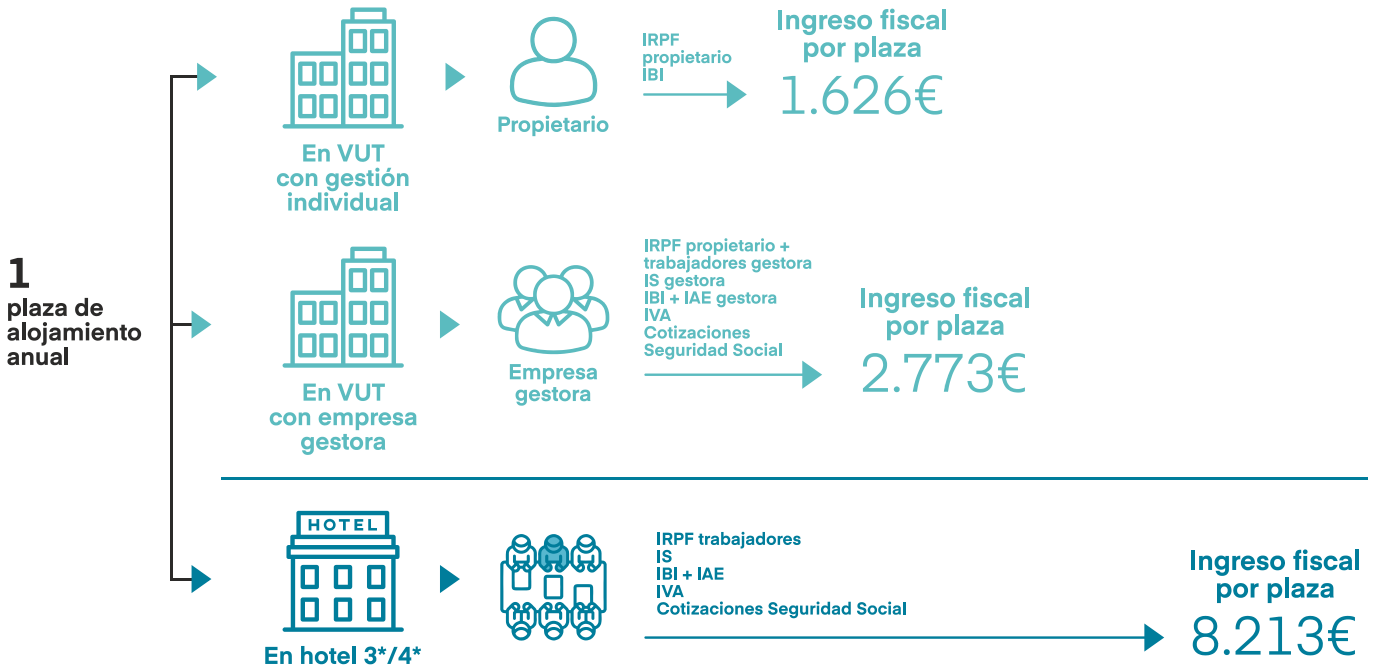 1
plaza de
alojamiento
anual
En VUT
con gestión
individual
Propietario
IRPF
propietario
IBI
Ingreso fiscal
por plaza
1.626€
En VUT
con empresa
gestora
Empresa
gestora
IRPF propietario +
trabajadores gestora
IS gestora
IBI + IAE gestora
IVA
Cotizaciones
Seguridad Social
Ingreso fiscal
por plaza
2.773€
HOTEL
En hotel 3*/4*
IRPF trabajadores
IS
IBI + IAE
IVA
Cotizaciones Seguridad Social
Ingreso fiscal
por plaza
8.213€